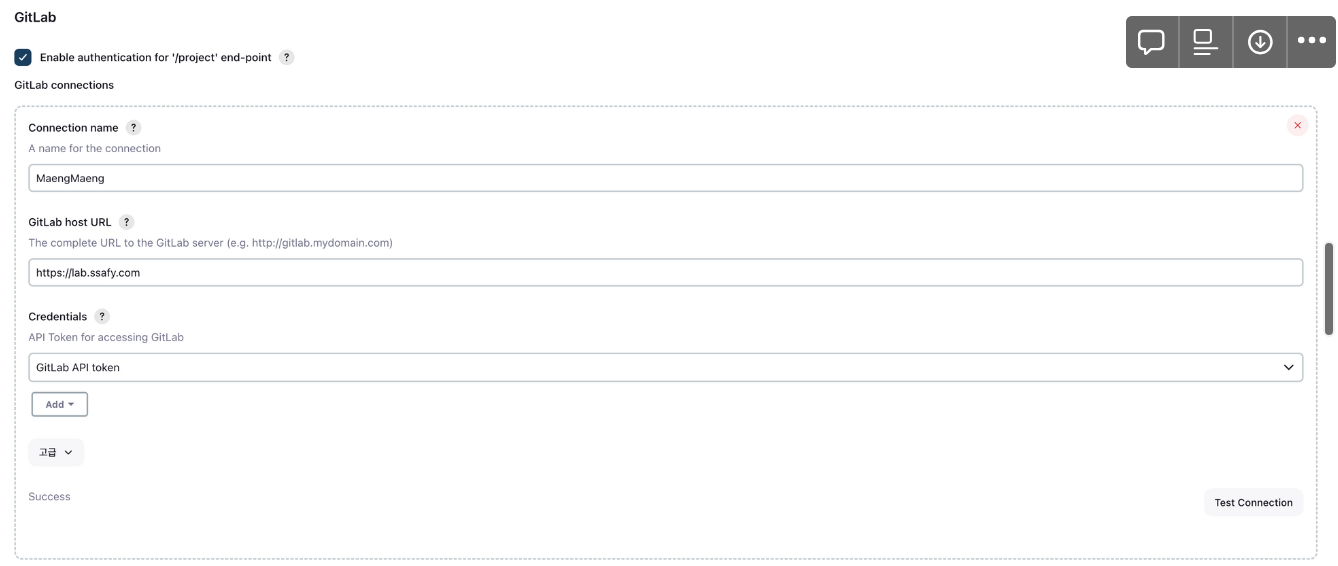 GitLab
Enable authentication for '/project' end-point ?
GitLab connections
Connection name ?
A name for the connection
MaengMaeng
GitLab host URL ?
The complete URL to the GitLab server (e.g. http://gitlab.mydomain.com)
https://lab.ssafy.com
Credentials ?
API Token for accessing GitLab
GitLab API token
Add
고급
Success
Test Connection